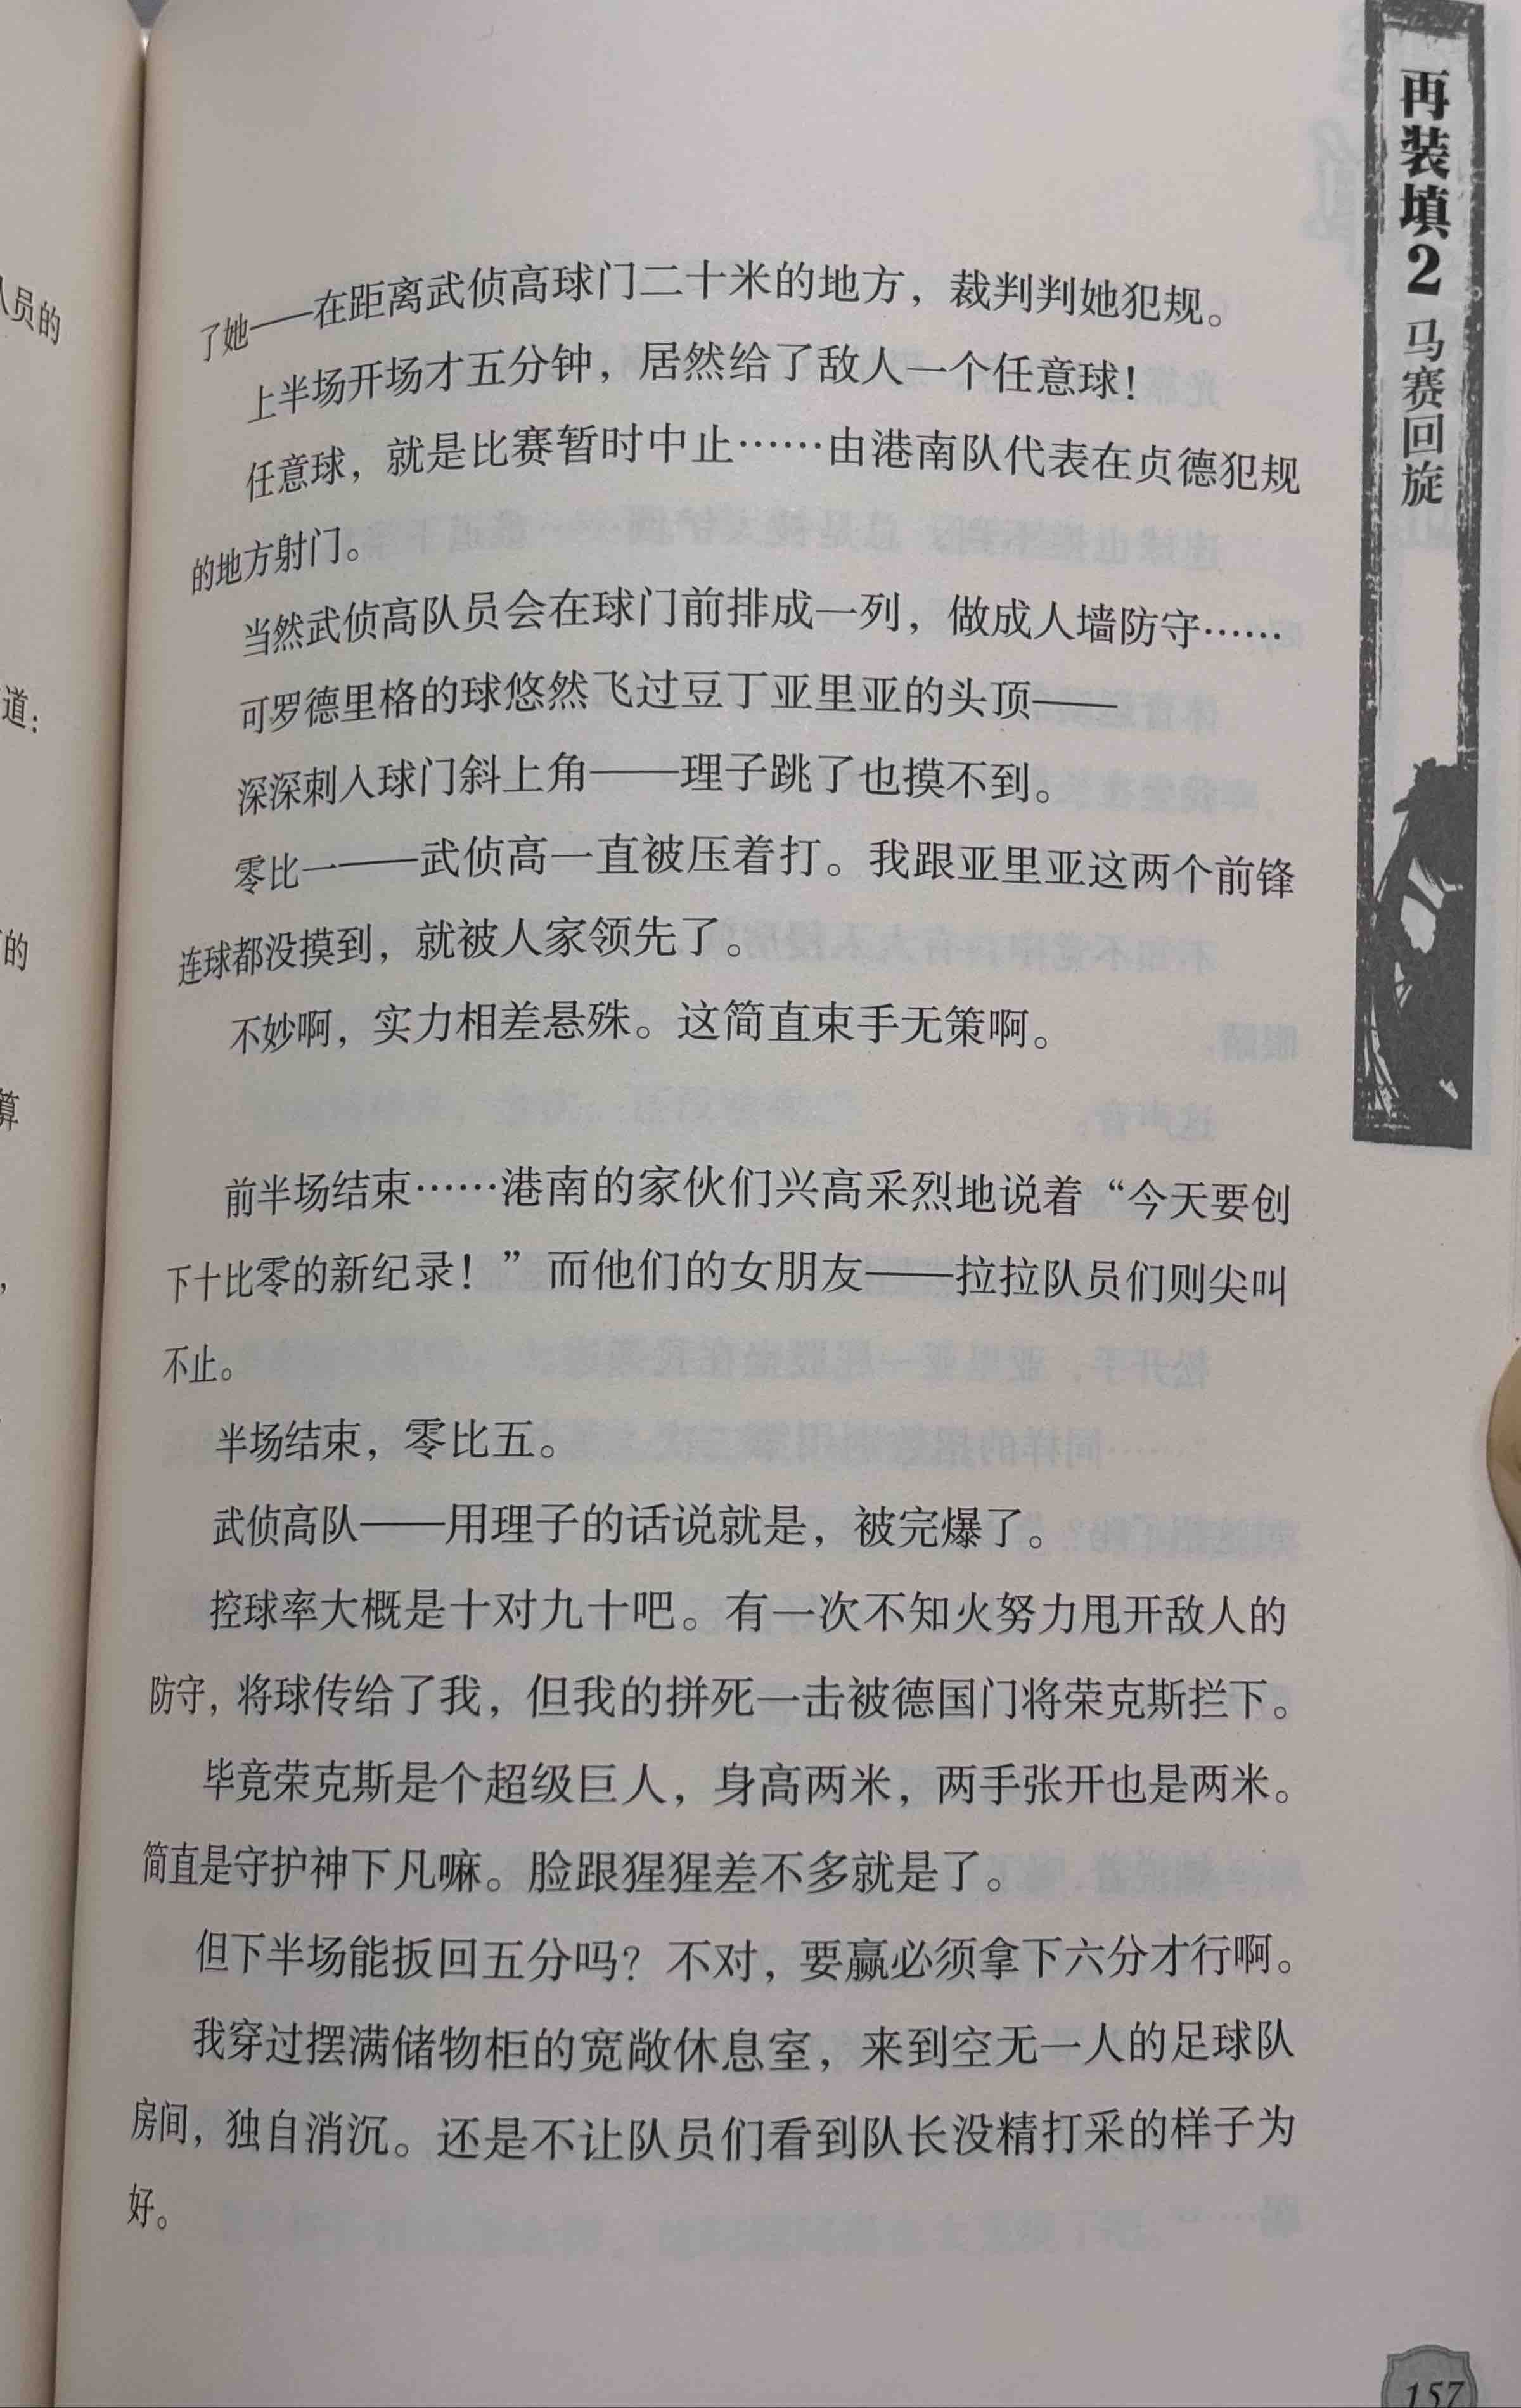 队员的
道：
的
算
，
再装填2 马赛回旋
了她——在距离武侦高球门二十米的地方，裁判判她犯规。
上半场开场才五分钟，居然给了敌人一个任意球！
任意球，就是比赛暂时中止……由港南队代表在贞德犯规
的地方射门。
当然武侦高队员会在球门前排成一列，做成人墙防守……
可罗德里格的球悠然飞过豆丁亚里亚的头顶——
深深刺入球门斜上角——理子跳了也摸不到。
零比一——武侦高一直被压着打。我跟亚里亚这两个前锋
连球都没摸到，就被人家领先了。
不妙啊，实力相差悬殊。这简直束手无策啊。
前半场结束……港南的家伙们兴高采烈地说着“今天要创
下十比零的新纪录！”而他们的女朋友——拉拉队员们则尖叫
不止。
半场结束，零比五。
武侦高队——用理子的话说就是，被完爆了。
控球率大概是十对九十吧。有一次不知火努力甩开敌人的
防守，将球传给了我，但我的拼死一击被德国门将荣克斯拦下。
毕竟荣克斯是个超级巨人，身高两米，两手张开也是两米。
简直是守护神下凡嘛。脸跟猩猩差不多就是了。
但下半场能扳回五分吗？不对，要赢必须拿下六分才行啊。
我穿过摆满储物柜的宽敞休息室，来到空无一人的足球队
房间，独自消沉。还是不让队员们看到队长没精打采的样子为
好。
157